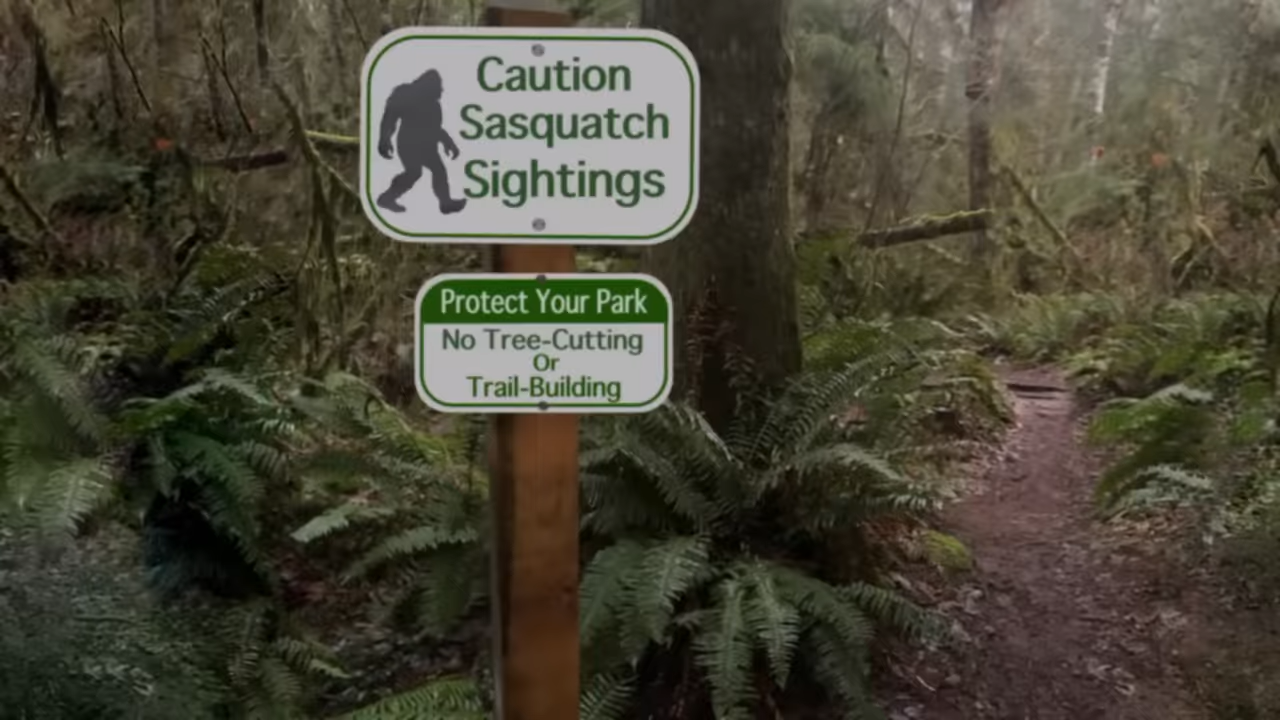 Caution
Sasquatch
Sightings
Protect Your Park
No Tree-Cutting
Or
Trail-Building